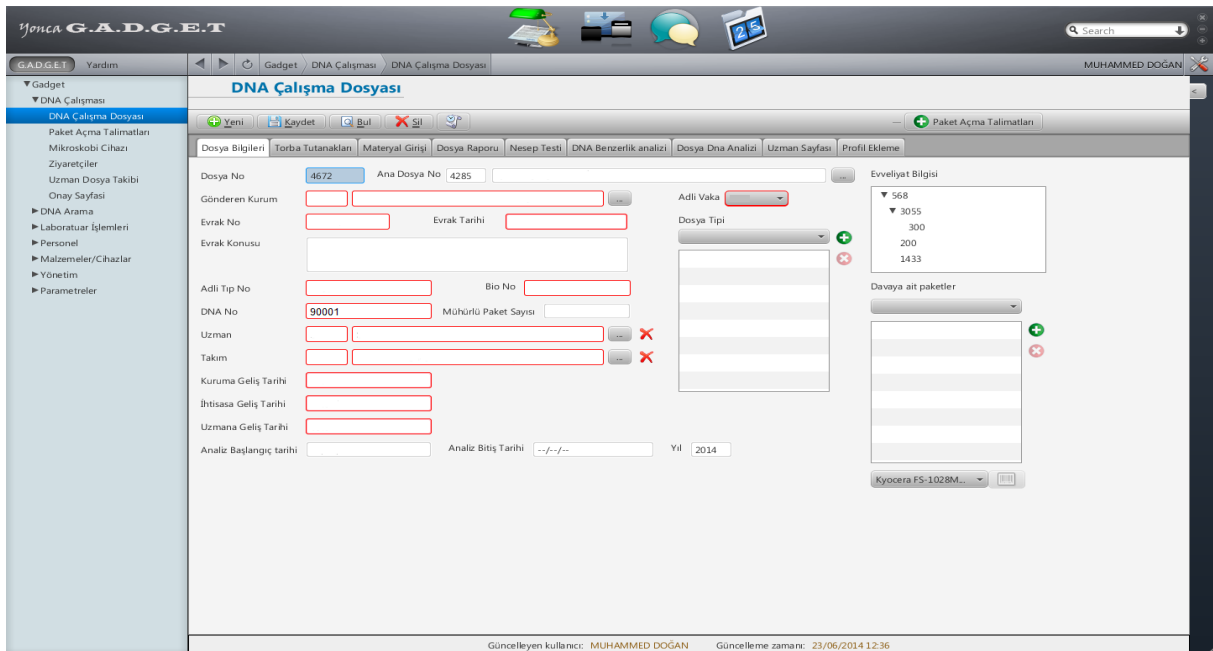 Yonca G.A.D.G.E.T
25
Search
G.A.D.G.E.T Yardım
Gadget DNA Çalışması DNA Çalışma Dosyası
MUHAMMED DOĞAN
Gadget
DNA Çalışması
DNA Çalışma Dosyası
Paket Açma Talimatları
Mikroskobi Cihazı
Ziyaretçiler
Uzman Dosya Takibi
Onay Sayfasi
DNA Arama
Laboratuar İşlemleri
Personel
Malzemeler/Cihazlar
Yönetim
Parametreler
DNA Çalışma Dosyası
Yeni Kaydet Bul Sil
Paket Açma Talimatları
Dosya Bilgileri Torba Tutanakları Materyal Girişi Dosya Raporu Nesep Testi DNA Benzerlik analizi Dosya Dna Analizi Uzman Sayfası Profil Ekleme
Dosya No 4672 Ana Dosya No 4285 ...
Gönderen Kurum ...
Evrak No Evrak Tarihi
Evrak Konusu
Adli Tıp No Bio No
DNA No 90001 Mühürlü Paket Sayısı
Uzman ...
Takım ...
Kuruma Geliş Tarihi
İhtisasa Geliş Tarihi
Uzmana Geliş Tarihi
Analiz Başlangıç tarihi Analiz Bitiş Tarihi --/--/-- Yıl 2014
Adli Vaka
Dosya Tipi
Evveliyat Bilgisi
568
3055
300
200
1433
Davaya ait paketler
Kyocera FS-1028M...
Güncelleyen kullanıcı: MUHAMMED DOĞAN Güncelleme zamanı: 23/06/2014 12:36